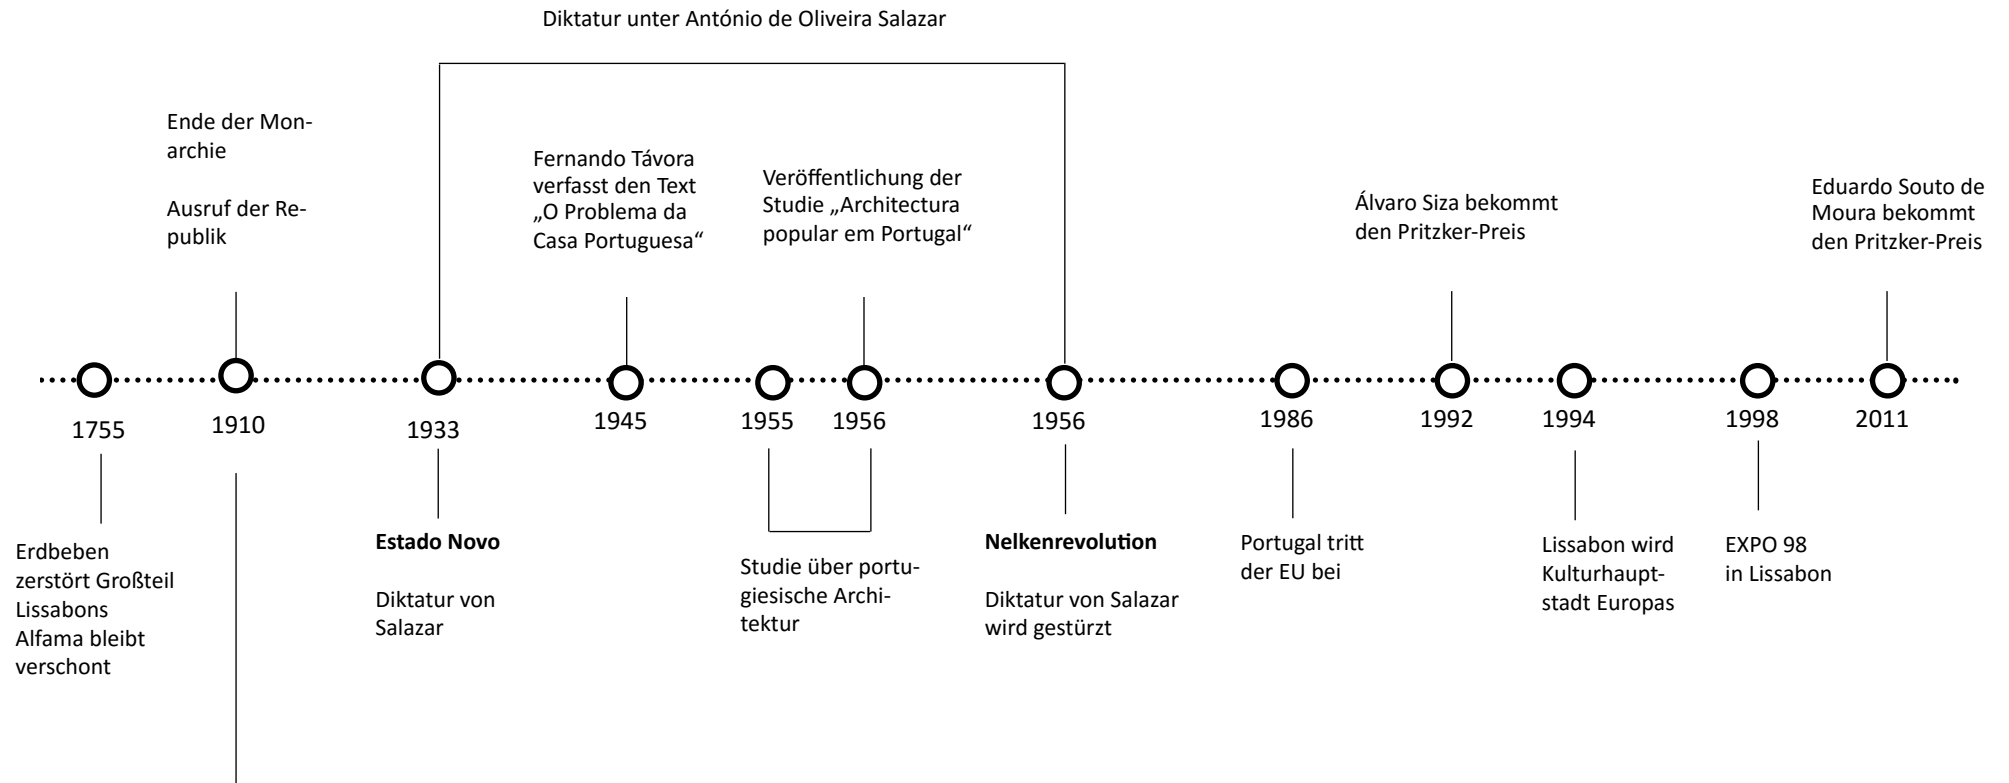 Diktatur unter António de Oliveira Salazar
Ende der Mon-
archie
Ausruf der Re-
publik
Fernando Távora
verfasst den Text
„O Problema da
Casa Portuguesa“
Veröffentlichung der
Studie „Architectura
popular em Portugal“
Álvaro Siza bekommt
den Pritzker-Preis
Eduardo Souto de
Moura bekommt
den Pritzker-Preis
1755
1910
1933
1945
1955
1956
1956
1986
1992
1994
1998
2011
Erdbeben
zerstört Großteil
Lissabons
Alfama bleibt
verschont
Estado Novo
Diktatur von
Salazar
Studie über portu-
giesische Archi-
tektur
Nelkenrevolution
Diktatur von Salazar
wird gestürzt
Portugal tritt
der EU bei
Lissabon wird
Kulturhaupt-
stadt Europas
EXPO 98
in Lissabon